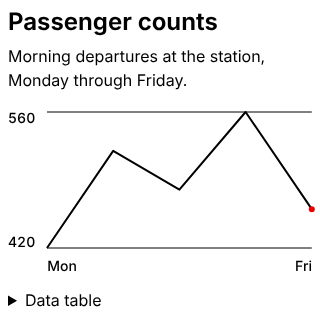 Passenger counts
Morning departures at the station,
Monday through Friday.
560
420
Mon Fri
Data table